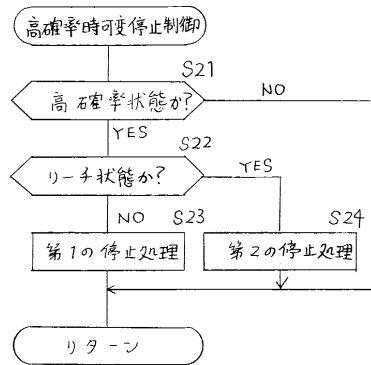 高確率時可変停止制御
S21
高確率状態か?
NO
YES
S22
リーチ状態か?
YES
NO
S23
S24
第1の停止処理
第2の停止処理
リターン